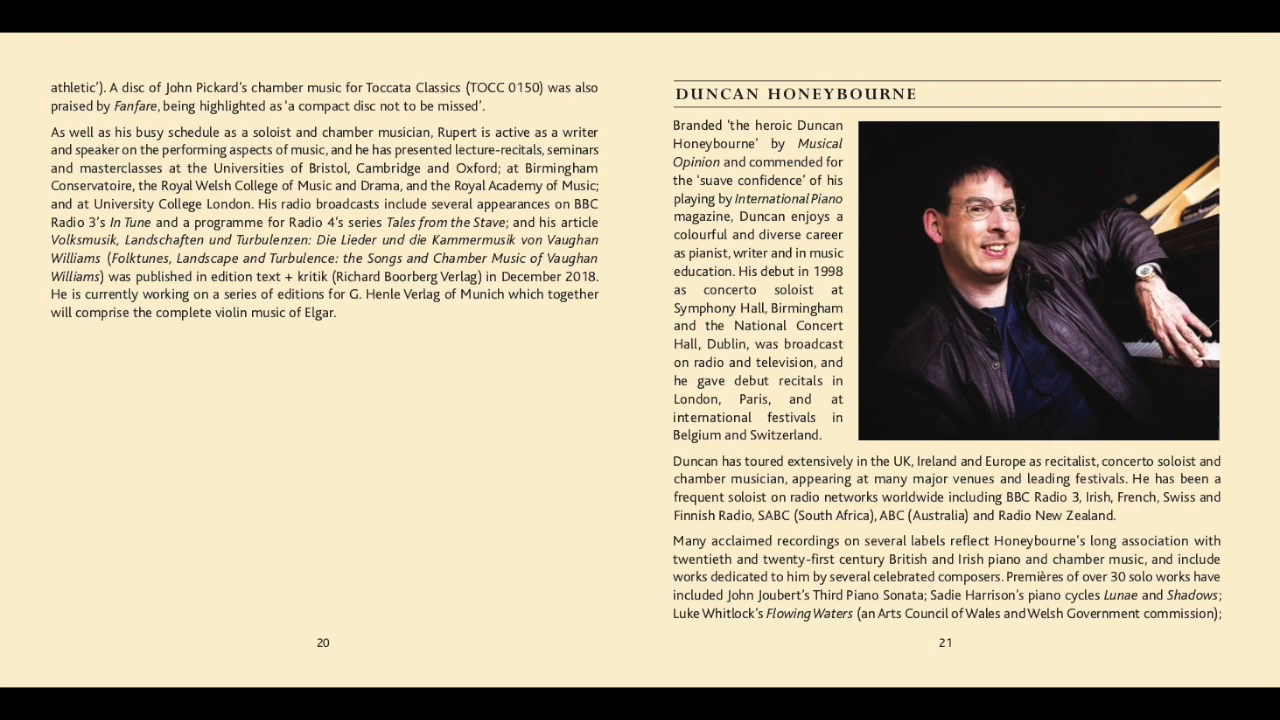 athletic’). A disc of John Pickard’s chamber music for Toccata Classics (TOCC 0150) was also
praised by Fanfare, being highlighted as ‘a compact disc not to be missed’.
As well as his busy schedule as a soloist and chamber musician, Rupert is active as a writer
and speaker on the performing aspects of music, and he has presented lecture-recitals, seminars
and masterclasses at the Universities of Bristol, Cambridge and Oxford; at Birmingham
Conservatoire, the Royal Welsh College of Music and Drama, and the Royal Academy of Music;
and at University College London. His radio broadcasts include several appearances on BBC
Radio 3’s In Tune and a programme for Radio 4’s series Tales from the Stave; and his article
Volksmusik, Landschaften und Turbulenzen: Die Lieder und die Kammermusik von Vaughan
Williams (Folktunes, Landscape and Turbulence: the Songs and Chamber Music of Vaughan
Williams) was published in edition text + kritik (Richard Boorberg Verlag) in December 2018.
He is currently working on a series of editions for G. Henle Verlag of Munich which together
will comprise the complete violin music of Elgar.
20
DUNCAN HONEYBOURNE
Branded ‘the heroic Duncan
Honeybourne’ by Musical
Opinion and commended for
the ‘suave confidence’ of his
playing by International Piano
magazine, Duncan enjoys a
colourful and diverse career
as pianist, writer and in music
education. His debut in 1998
as concerto soloist at
Symphony Hall, Birmingham
and the National Concert
Hall, Dublin, was broadcast
on radio and television, and
he gave debut recitals in
London, Paris, and at
international festivals in
Belgium and Switzerland.
Duncan has toured extensively in the UK, Ireland and Europe as recitalist, concerto soloist and
chamber musician, appearing at many major venues and leading festivals. He has been a
frequent soloist on radio networks worldwide including BBC Radio 3, Irish, French, Swiss and
Finnish Radio, SABC (South Africa), ABC (Australia) and Radio New Zealand.
Many acclaimed recordings on several labels reflect Honeybourne’s long association with
twentieth and twenty-first century British and Irish piano and chamber music, and include
works dedicated to him by several celebrated composers. Premières of over 30 solo works have
included John Joubert’s Third Piano Sonata; Sadie Harrison’s piano cycles Lunae and Shadows;
Luke Whitlock’s Flowing Waters (an Arts Council of Wales and Welsh Government commission);
21